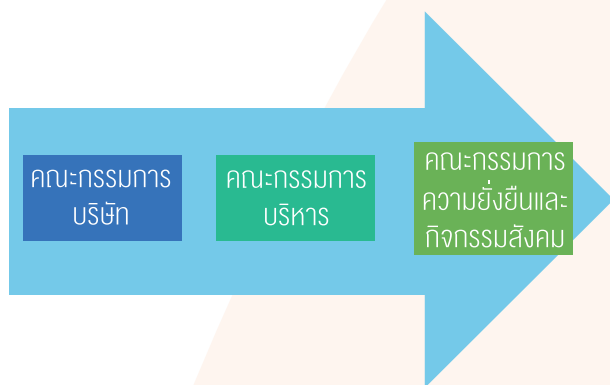 คณะกรรมการ
บริษัท
คณะกรรมการ
บริหาร
คณะกรรมการ
ความยั่งยืนและ
กิจกรรมสังคม